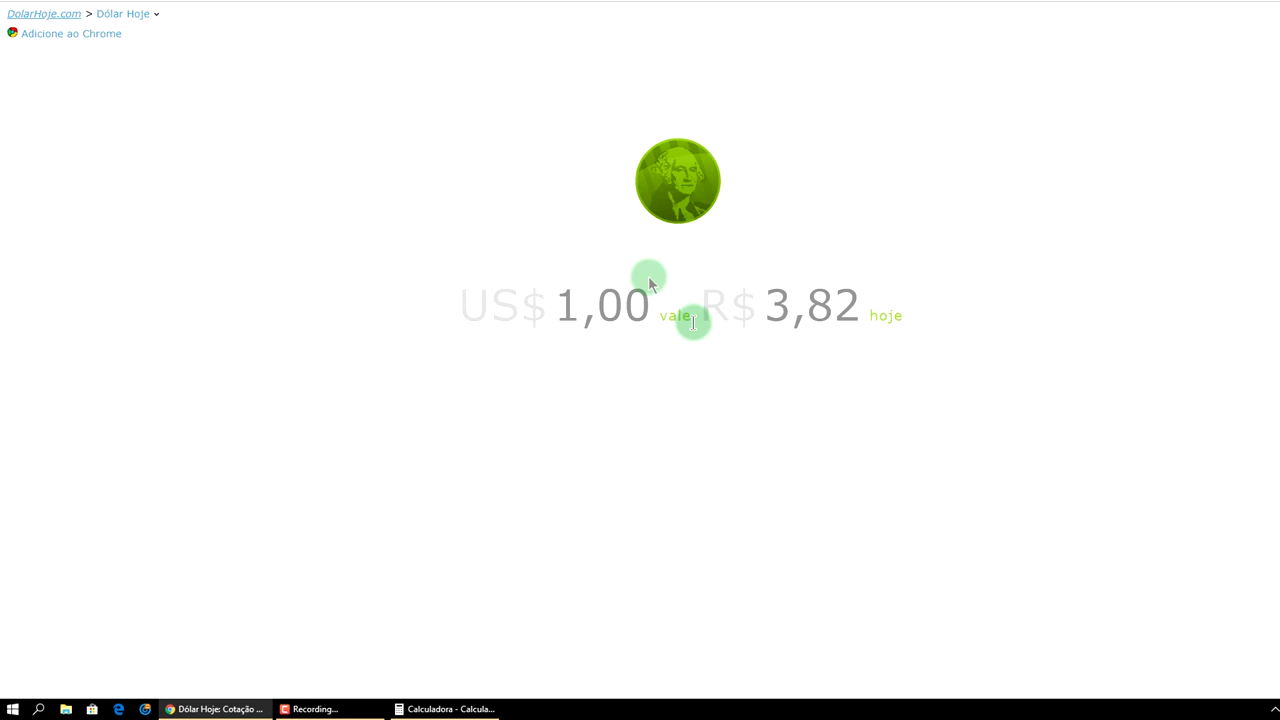 DolarHoje.com > Dólar Hoje
Adicione ao Chrome
US$ 1,00 vale R$ 3,82 hoje
Dólar Hoje: Cotação ...
Recording...
Calculadora - Calcula...